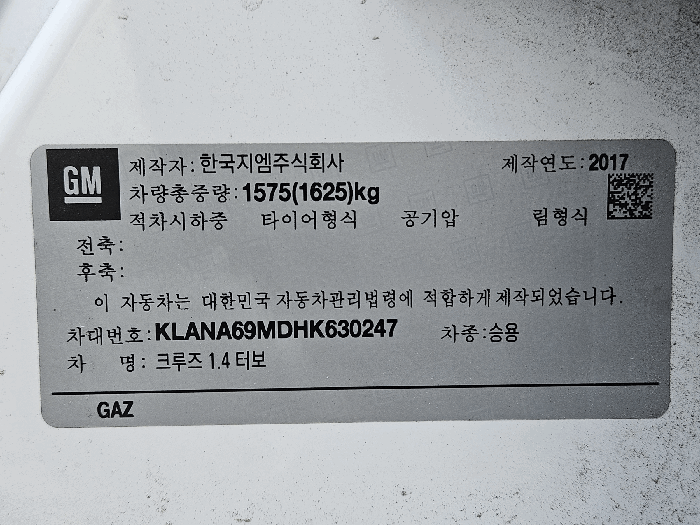 GM
제작자: 한국지엠주식회사 제작연도: 2017
차량총중량: 1575(1625)kg
적차시하중 타이어형식 공기압 림형식
전축:
후축:
이 자동차는 대한민국 자동차관리법령에 적합하게 제작되었습니다.
차대번호: KLANA69MDHK630247 차종: 승용
차 명: 크루즈 1.4 터보
GAZ